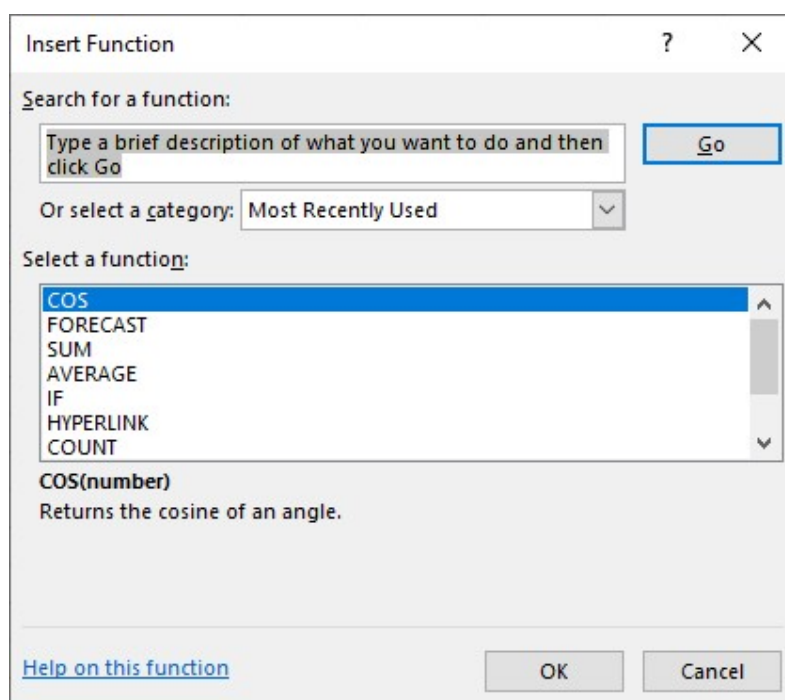 Insert Function
?
Search for a function:
Type a brief description of what you want to do and then
click Go
Go
Or select a category: Most Recently Used
Select a function:
COS
FORECAST
SUM
AVERAGE
IF
HYPERLINK
COUNT
COS(number)
Returns the cosine of an angle.
Help on this function
OK
Cancel